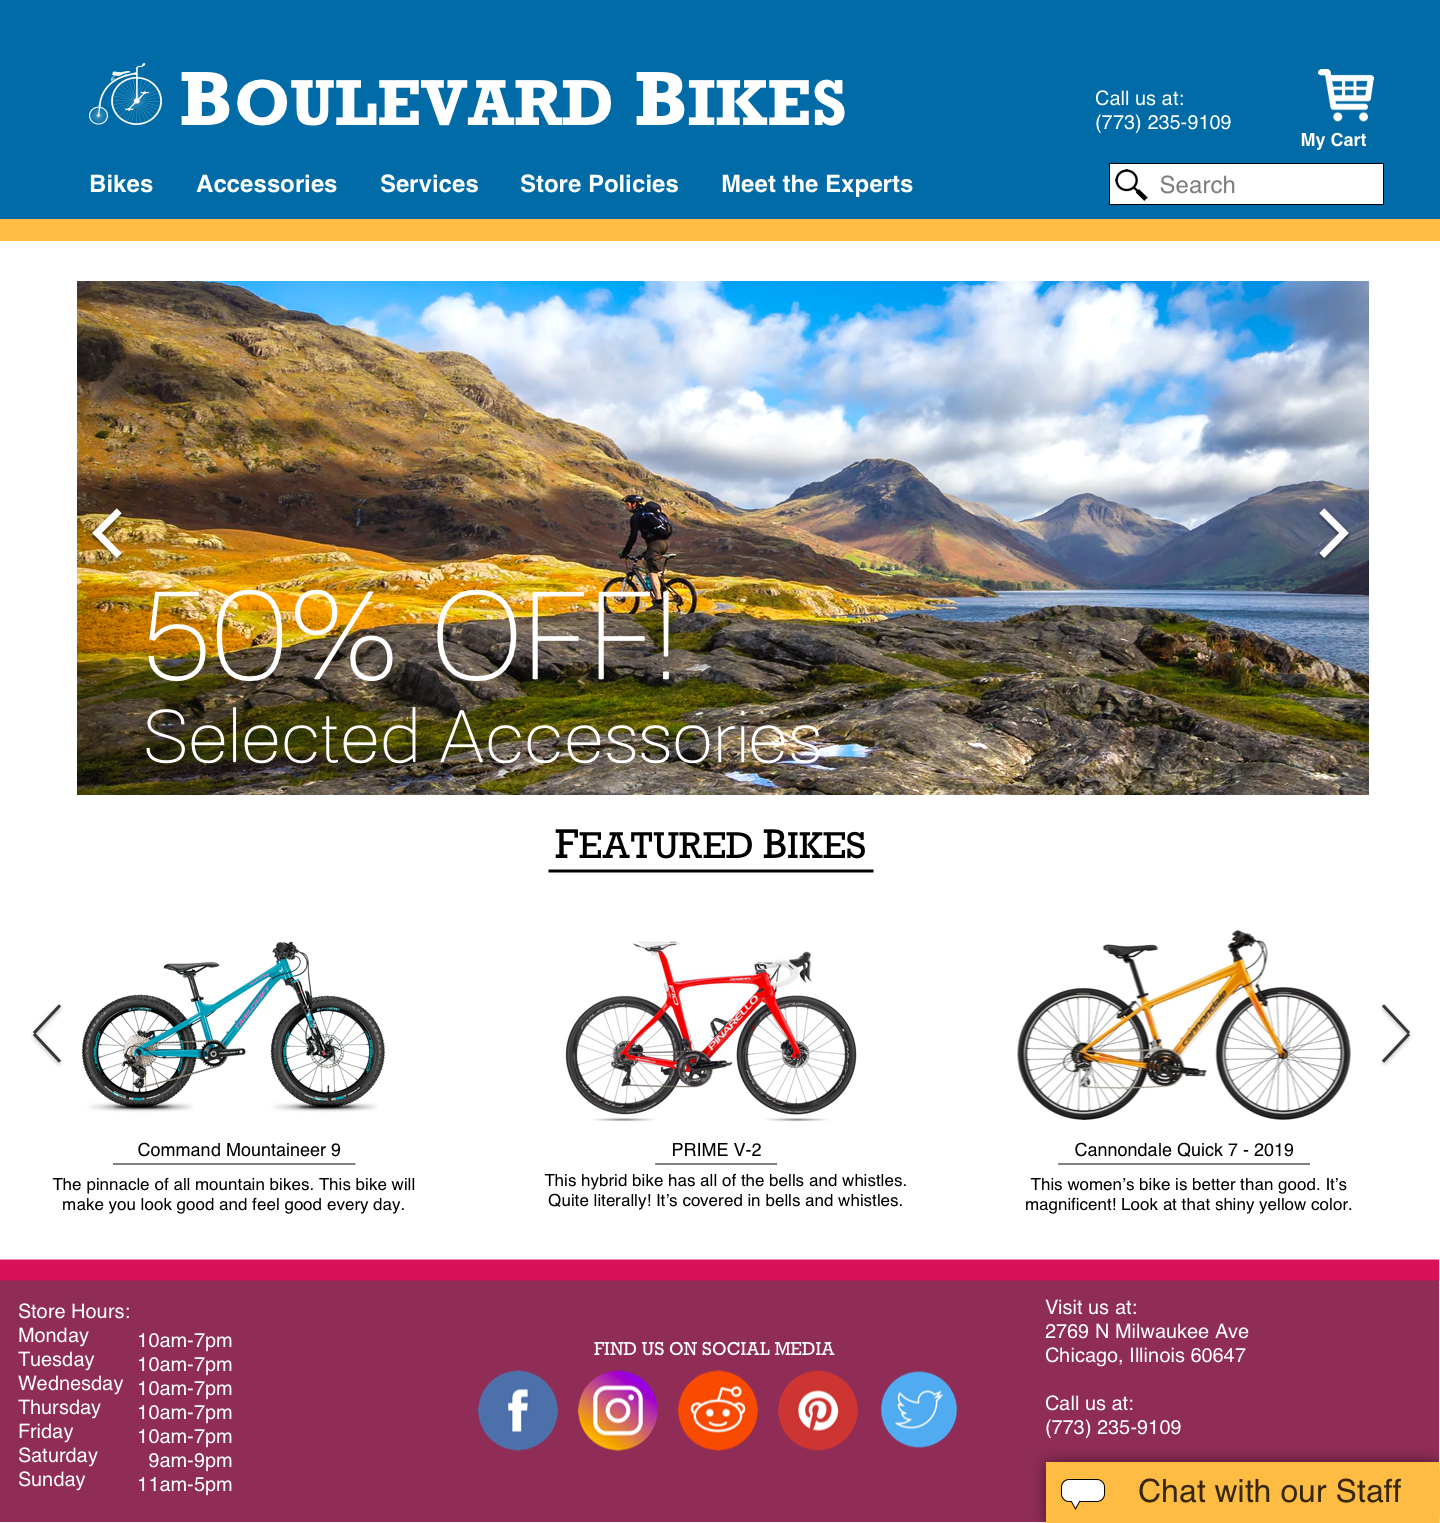 BOULEVARD BIKES
Call us at:
(773) 235-9109
My Cart
Bikes Accessories Services Store Policies Meet the Experts
Search
50% OFF!
Selected Accessories
FEATURED BIKES
PINARELLO
cannondale
Command Mountaineer 9
The pinnacle of all mountain bikes. This bike will
make you look good and feel good every day.
PRIME V-2
This hybrid bike has all of the bells and whistles.
Quite literally! It's covered in bells and whistles.
Cannondale Quick 7 - 2019
This women's bike is better than good. It's
magnificent! Look at that shiny yellow color.
Store Hours:
Monday 10am-7pm
Tuesday 10am-7pm
Wednesday 10am-7pm
Thursday 10am-7pm
Friday 10am-7pm
Saturday 9am-9pm
Sunday 11am-5pm
FIND US ON SOCIAL MEDIA
Visit us at:
2769 N Milwaukee Ave
Chicago, Illinois 60647
Call us at:
(773) 235-9109
Chat with our Staff